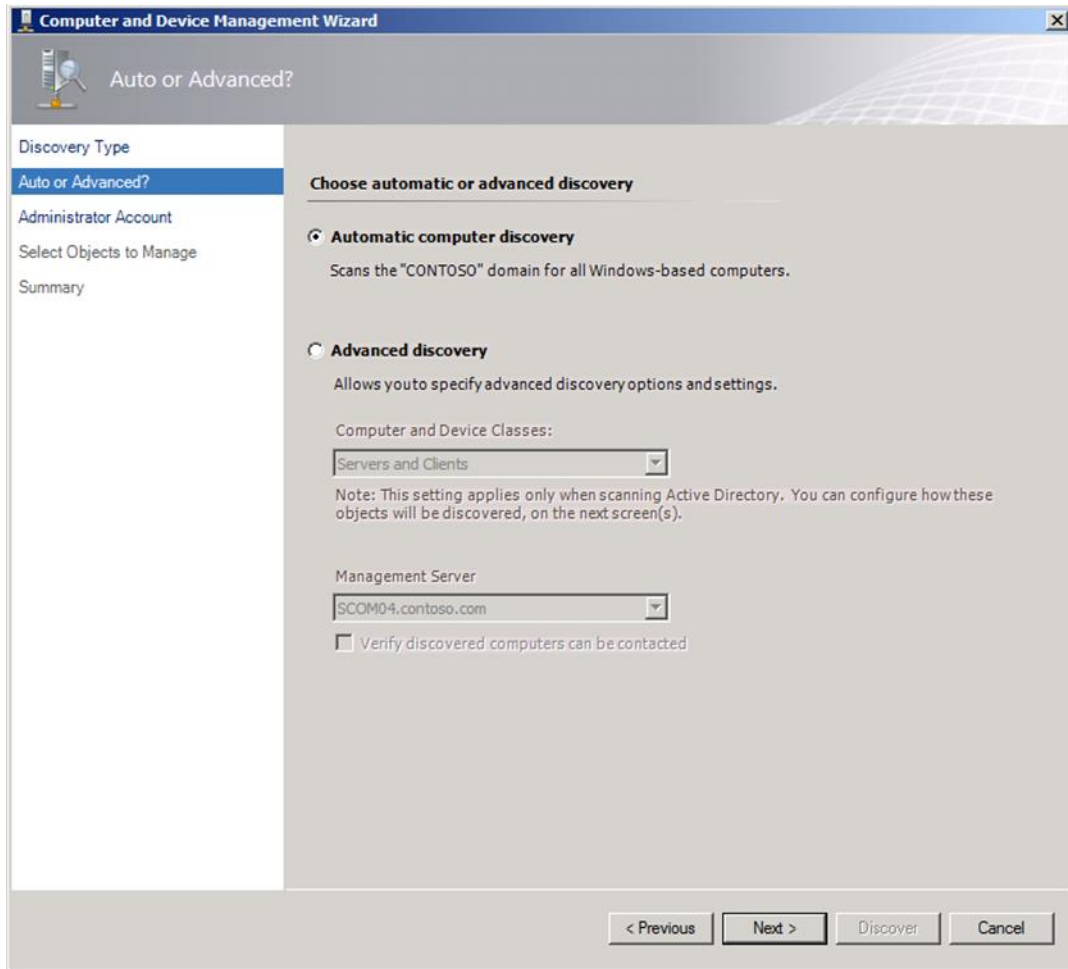 Computer and Device Management Wizard
Auto or Advanced?
Discovery Type
Auto or Advanced?
Administrator Account
Select Objects to Manage
Summary
Choose automatic or advanced discovery
Automatic computer discovery
Scans the "CONTOSO" domain for all Windows-based computers.
Advanced discovery
Allows youto specify advanced discovery options and settings.
Computer and Device Classes:
Servers and Clients
Note: This setting applies only when scanning Active Directory. You can configure how these
objects will be discovered, on the next screen(s).
Management Server
SCOM04.contoso.com
Verify discovered computers can be contacted
< Previous
Next >
Discover
Cancel